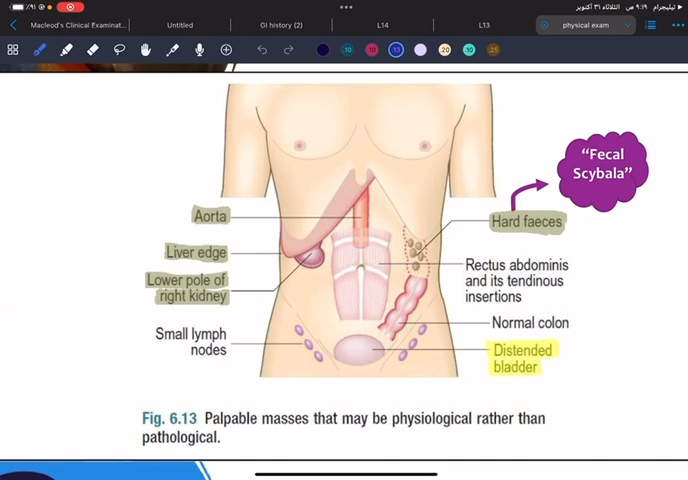 ٩١٪
٩:١٩ ص الثلاثاء ٣١ أكتوبر
تيليجرام
Macleod's Clinical Examinat...
Untitled
GI history (2)
L14
L13
physical exam
.10
.10
.13
.20
.10
.25
"Fecal
Scybala"
Aorta
Hard faeces
Liver edge
Lower pole of
right kidney
Rectus abdominis
and its tendinous
insertions
Small lymph
nodes
Normal colon
Distended
bladder
Fig. 6.13 Palpable masses that may be physiological rather than
pathological.